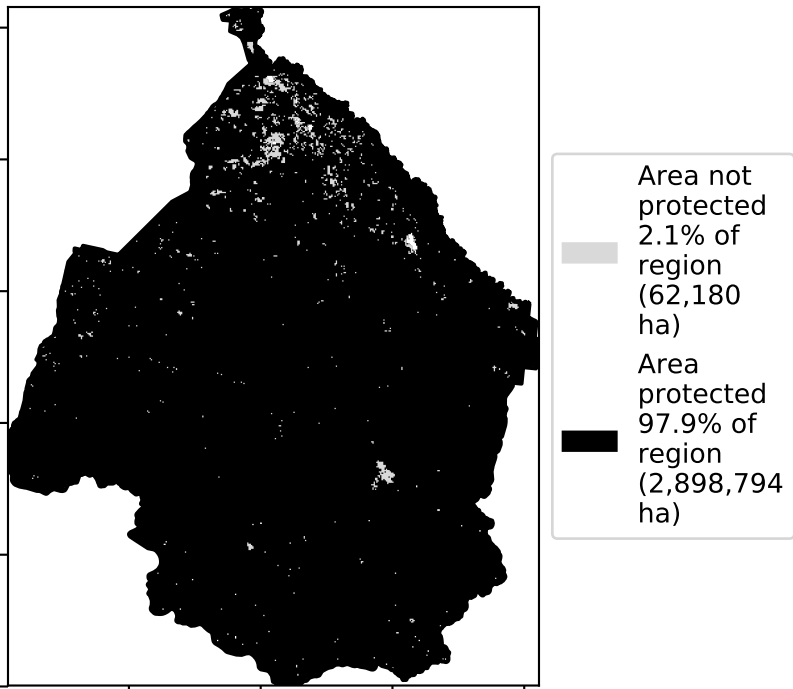 Area not
protected
2.1% of
region
(62,180
ha)
Area
protected
97.9% of
region
(2,898,794
ha)